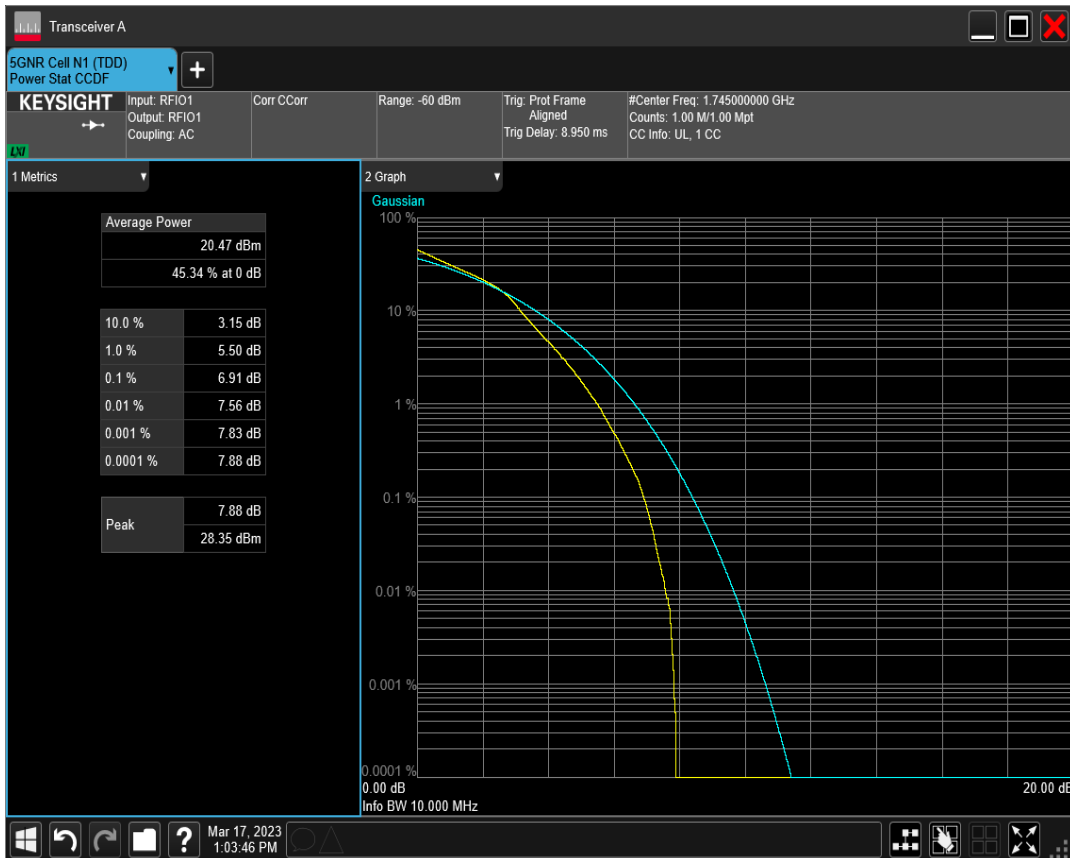 Transceiver A
5GNR Cell N1 (TDD)
Power Stat CCDF
+
KEYSIGHT
LXI
Input: RFIO1
Output: RFIO1
Coupling: AC
Corr CCorr
Range: -60 dBm
Trig: Prot Frame
Aligned
Trig Delay: 8.950 ms
#Center Freq: 1.745000000 GHz
Counts: 1.00 M/1.00 Mpt
CC Info: UL, 1 CC
1 Metrics
Average Power
20.47 dBm
45.34 % at 0 dB
10.0 % 3.15 dB
1.0 % 5.50 dB
0.1 % 6.91 dB
0.01 % 7.56 dB
0.001 % 7.83 dB
0.0001 % 7.88 dB
Peak
7.88 dB
28.35 dBm
2 Graph
Gaussian
100 %
10 %
1 %
0.1 %
0.01 %
0.001 %
0.0001 %
0.00 dB 20.00 dB
Info BW 10.000 MHz
?
Mar 17, 2023
1:03:46 PM